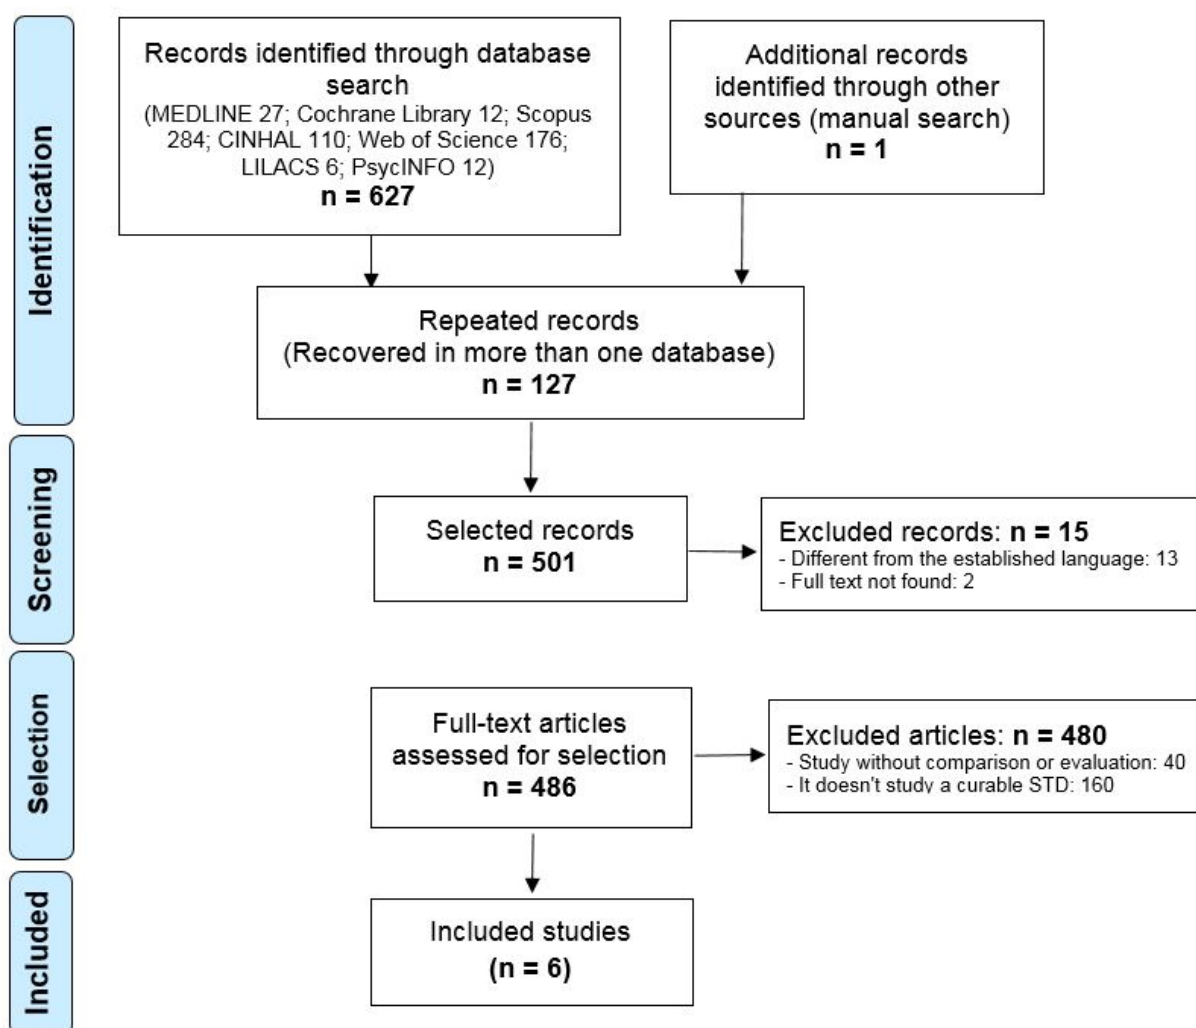 Identification
Records identified through database
search
(MEDLINE 27; Cochrane Library 12; Scopus
284; CINHAL 110; Web of Science 176;
LILACS 6; PsycINFO 12)
n = 627
Additional records
identified through other
sources (manual search)
n = 1
Repeated records
(Recovered in more than one database)
n = 127
Screening
Selected records
n = 501
Excluded records: n = 15
- Different from the established language: 13
- Full text not found: 2
Selection
Full-text articles
assessed for selection
n = 486
Excluded articles: n = 480
- Study without comparison or evaluation: 40
- It doesn't study a curable STD: 160
Included
Included studies
(n = 6)